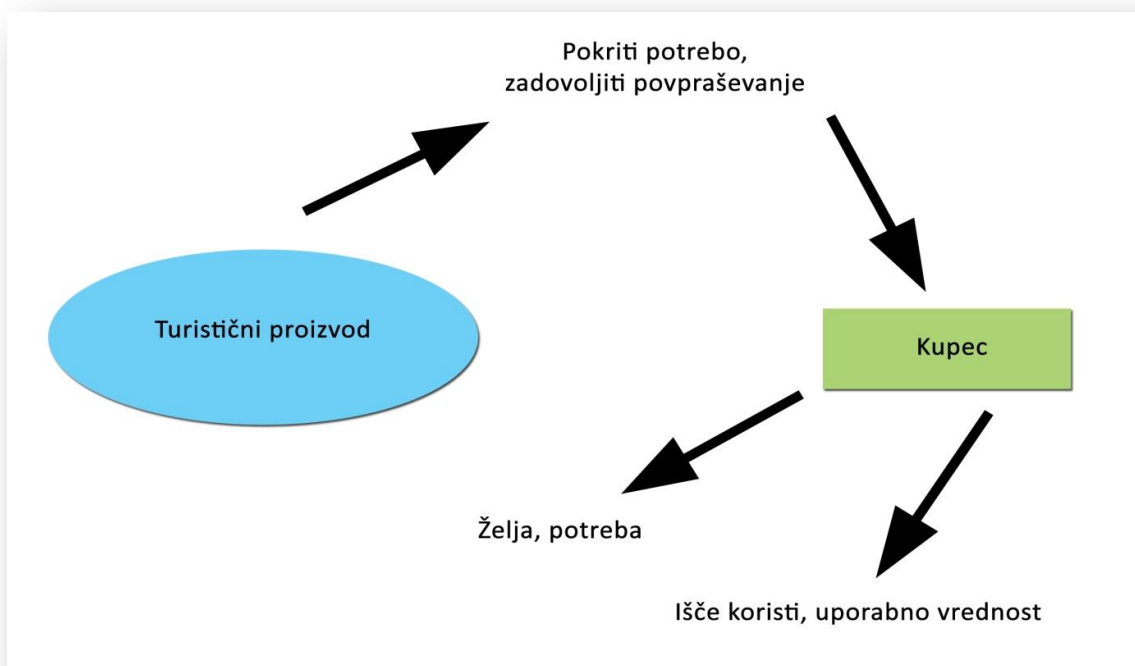 Pokriti potrebo,
zadovoljiti povpraševanje
Turistični proizvod
Kupec
Želja, potreba
Išče koristi, uporabno vrednost